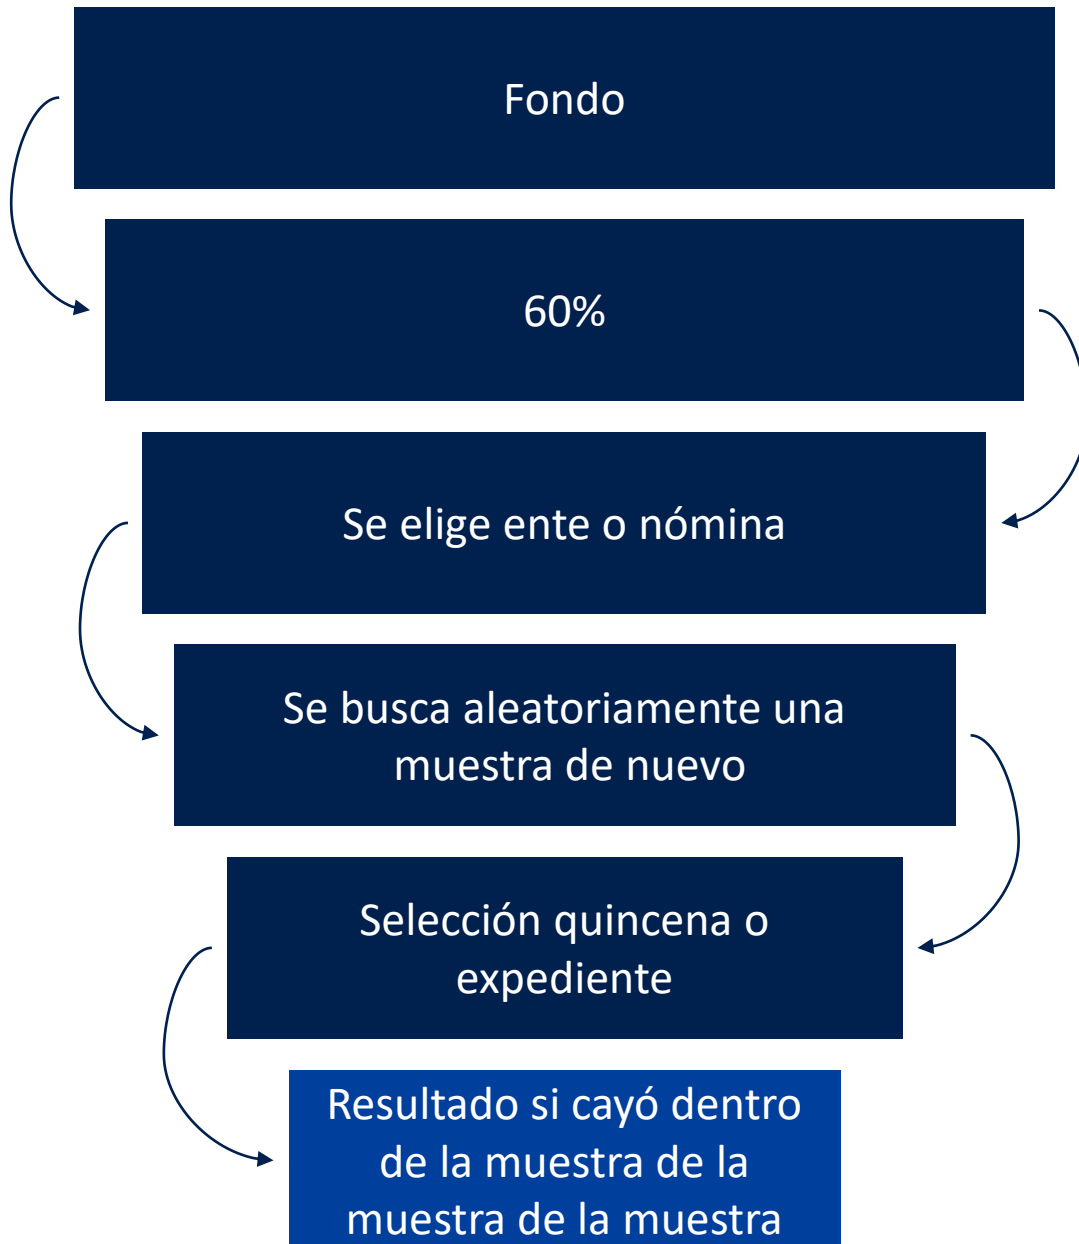 Fondo
60%
Se elige ente o nómina
Se busca aleatoriamente una
muestra de nuevo
Selección quincena o
expediente
Resultado si cayó dentro
de la muestra de la
muestra de la muestra